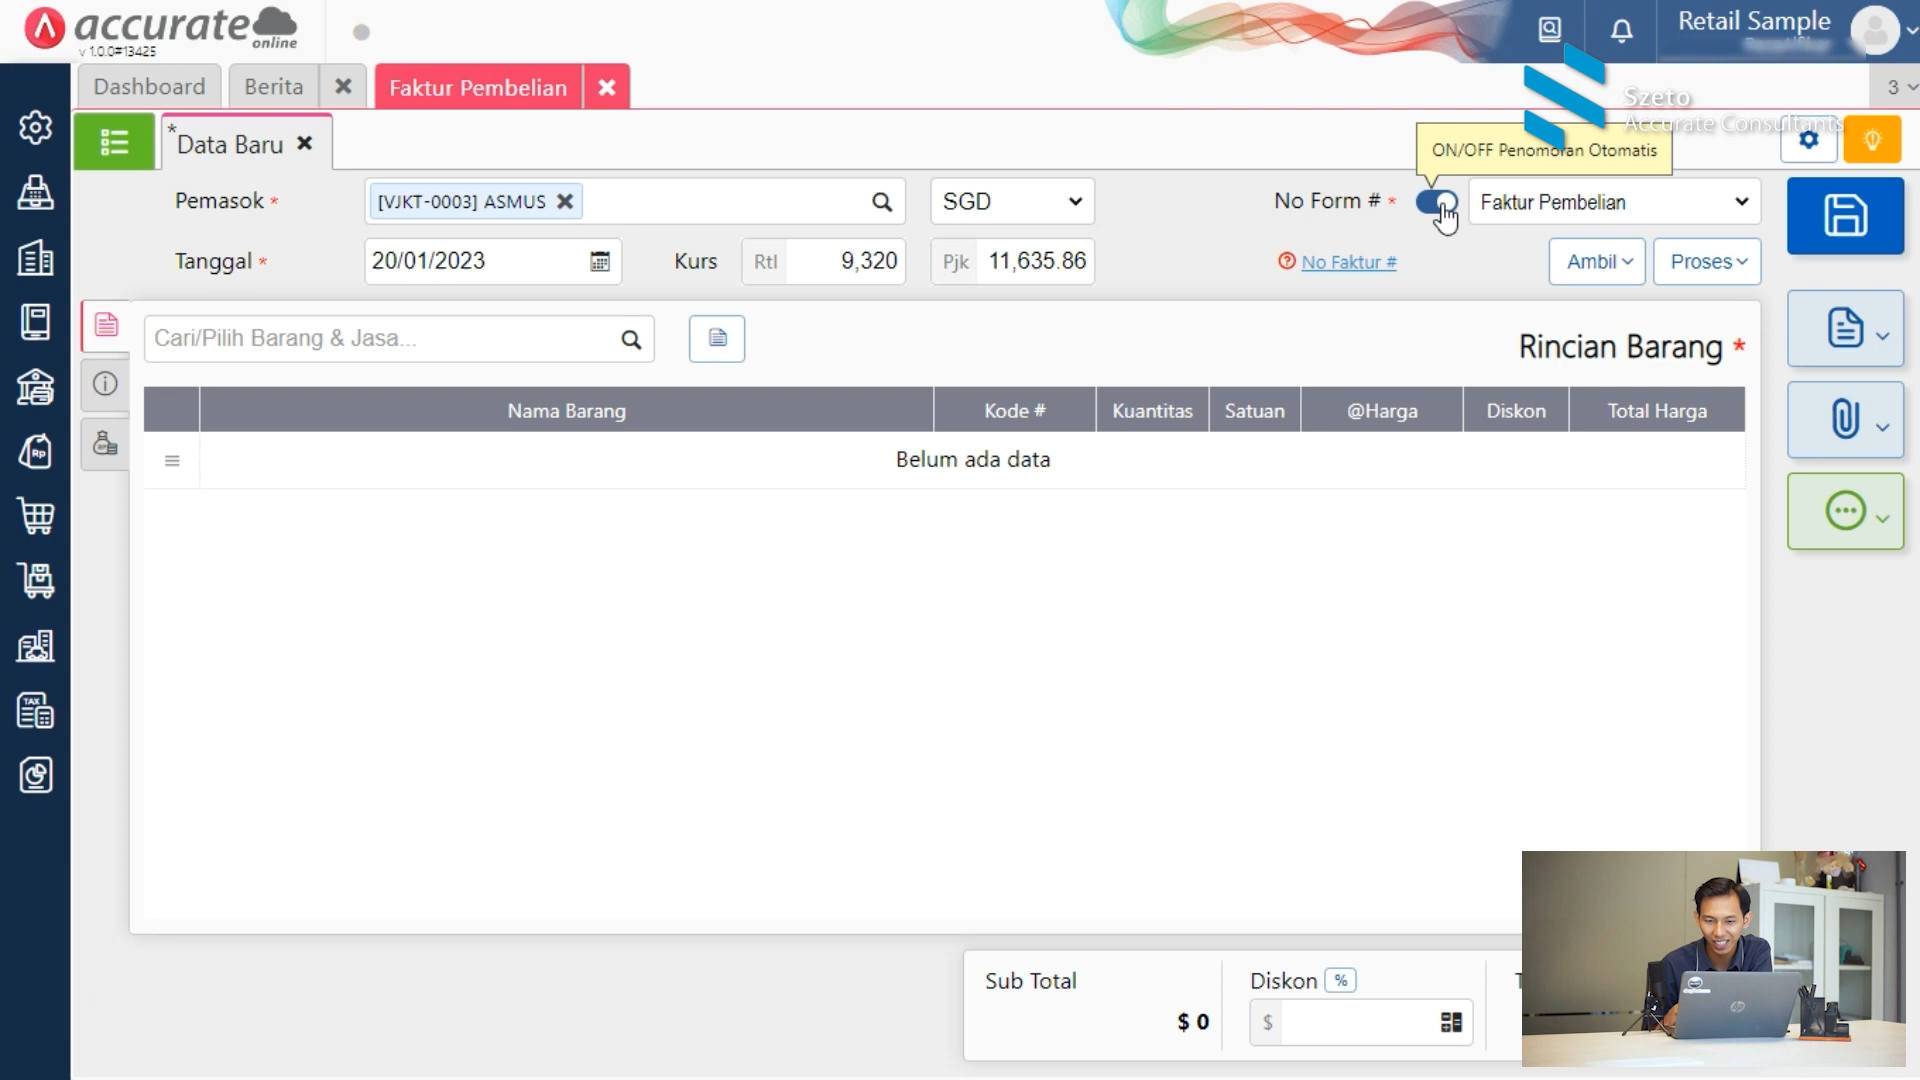 accurate
online
v 1.0.0#13425
Retail Sample
Dashboard
Berita
Faktur Pembelian
3
Szeto
Accurate Consultants
*Data Baru
ON/OFF Penomoran Otomatis
Pemasok *
[VJKT-0003] ASMUS
SGD
No Form # *
Faktur Pembelian
Tanggal *
20/01/2023
Kurs
Rtl
9,320
Pjk
11,635.86
No Faktur #
Ambil
Proses
Cari/Pilih Barang & Jasa...
Rincian Barang *
Nama Barang
Kode #
Kuantitas
Satuan
@Harga
Diskon
Total Harga
Belum ada data
Rp
TAX
Sub Total
Diskon
%
$ 0
$
hp